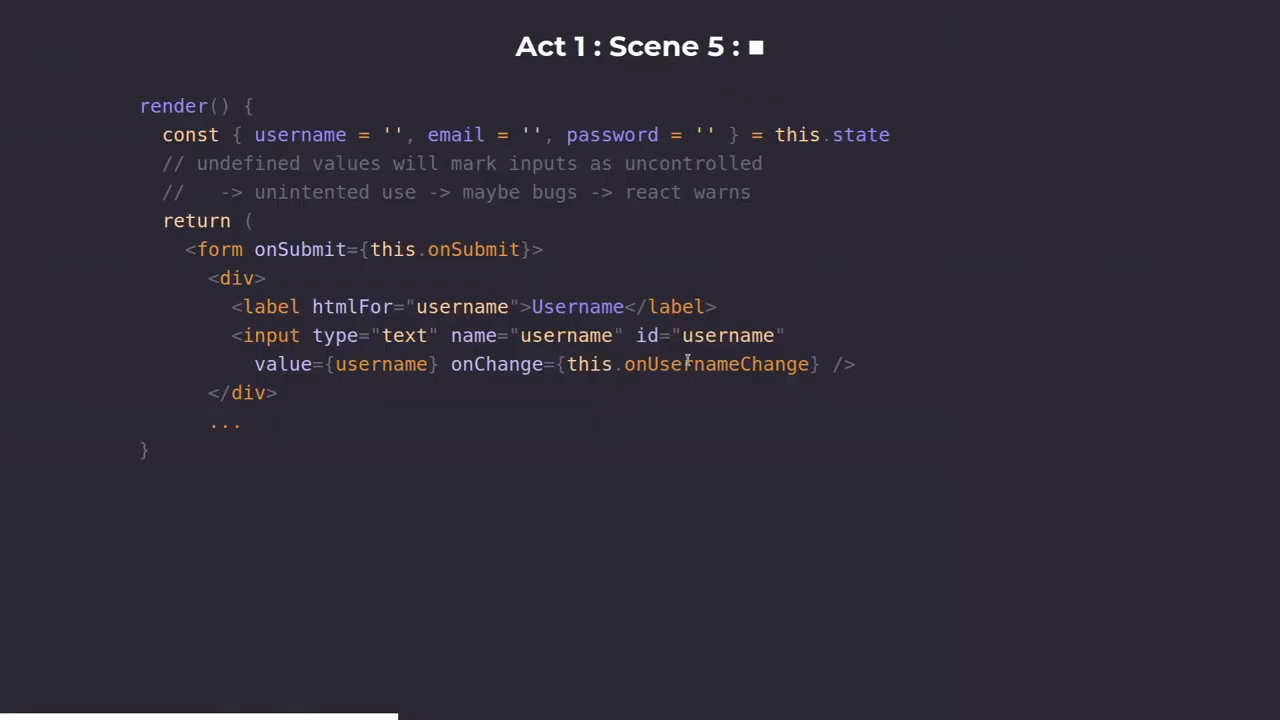 Act 1 : Scene 5 : ■
render() {
  const { username = '', email = '', password = '' } = this.state
  // undefined values will mark inputs as uncontrolled
  //   -> unintented use -> maybe bugs -> react warns
  return (
    <form onSubmit={this.onSubmit}>
      <div>
        <label htmlFor="username">Username</label>
        <input type="text" name="username" id="username"
          value={username} onChange={this.onUsernameChange} />
      </div>
      ...
}